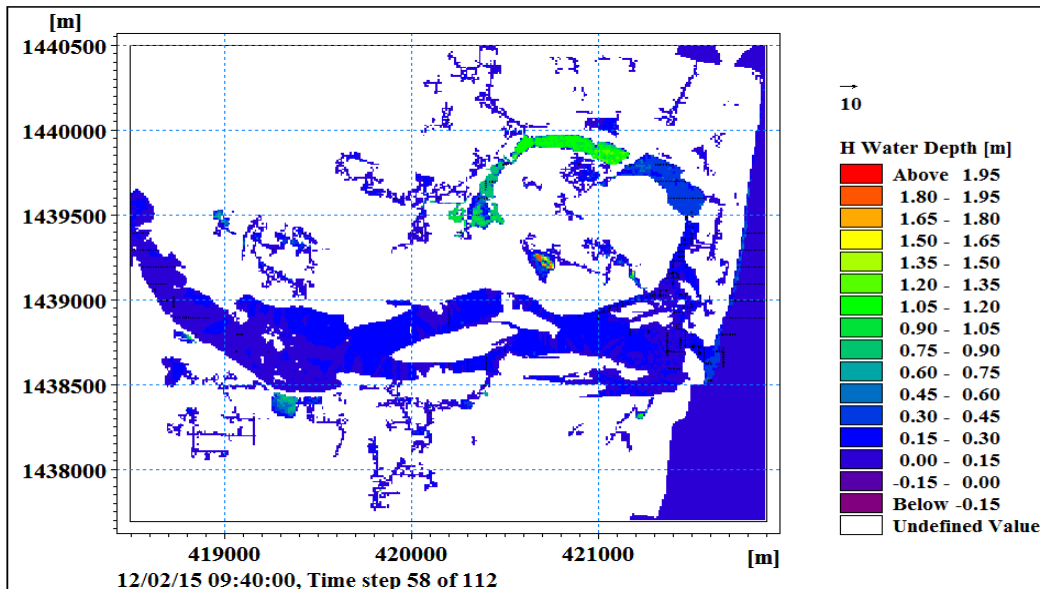 [m]
1440500
1440000
1439500
1439000
1438500
1438000
419000 420000 421000 [m]
12/02/15 09:40:00, Time step 58 of 112
10
H Water Depth [m]
Above 1.95
1.80 - 1.95
1.65 - 1.80
1.50 - 1.65
1.35 - 1.50
1.20 - 1.35
1.05 - 1.20
0.90 - 1.05
0.75 - 0.90
0.60 - 0.75
0.45 - 0.60
0.30 - 0.45
0.15 - 0.30
0.00 - 0.15
-0.15 - 0.00
Below -0.15
Undefined Value